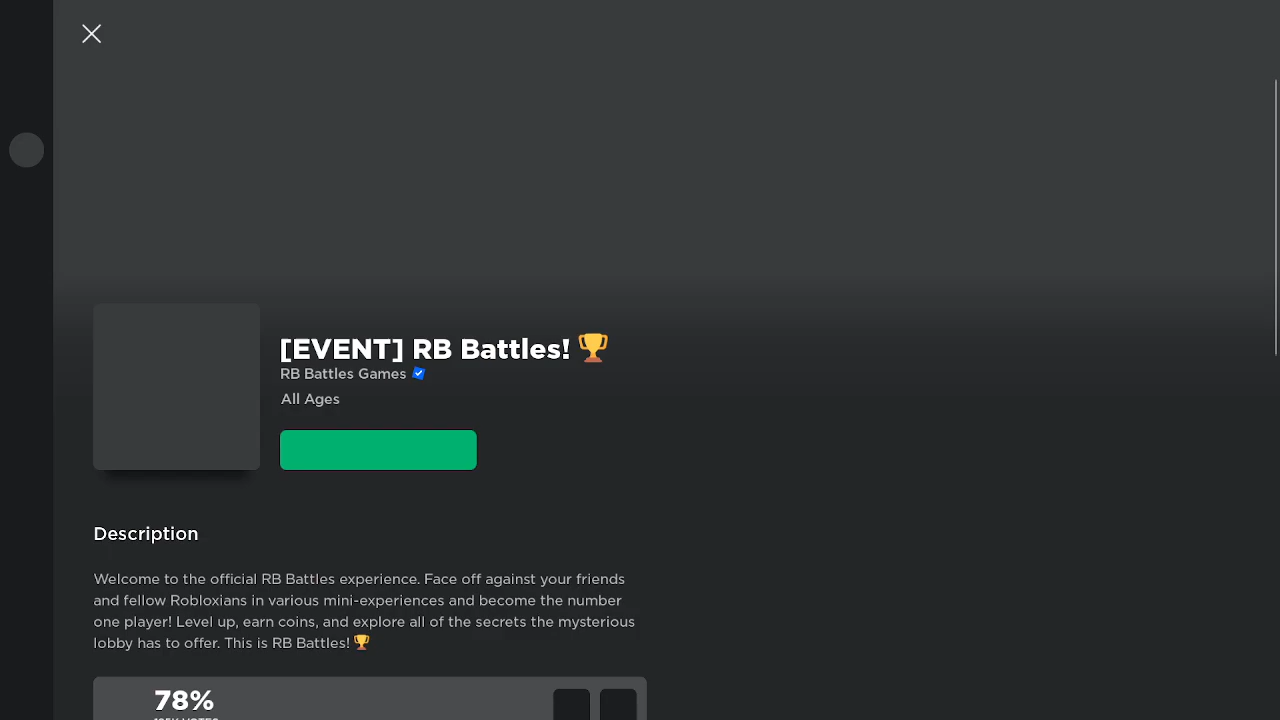 [EVENT] RB Battles! 🏆
RB Battles Games
All Ages
Description
Welcome to the official RB Battles experience. Face off against your friends
and fellow Robloxians in various mini-experiences and become the number
one player! Level up, earn coins, and explore all of the secrets the mysterious
lobby has to offer. This is RB Battles! 🏆
78%